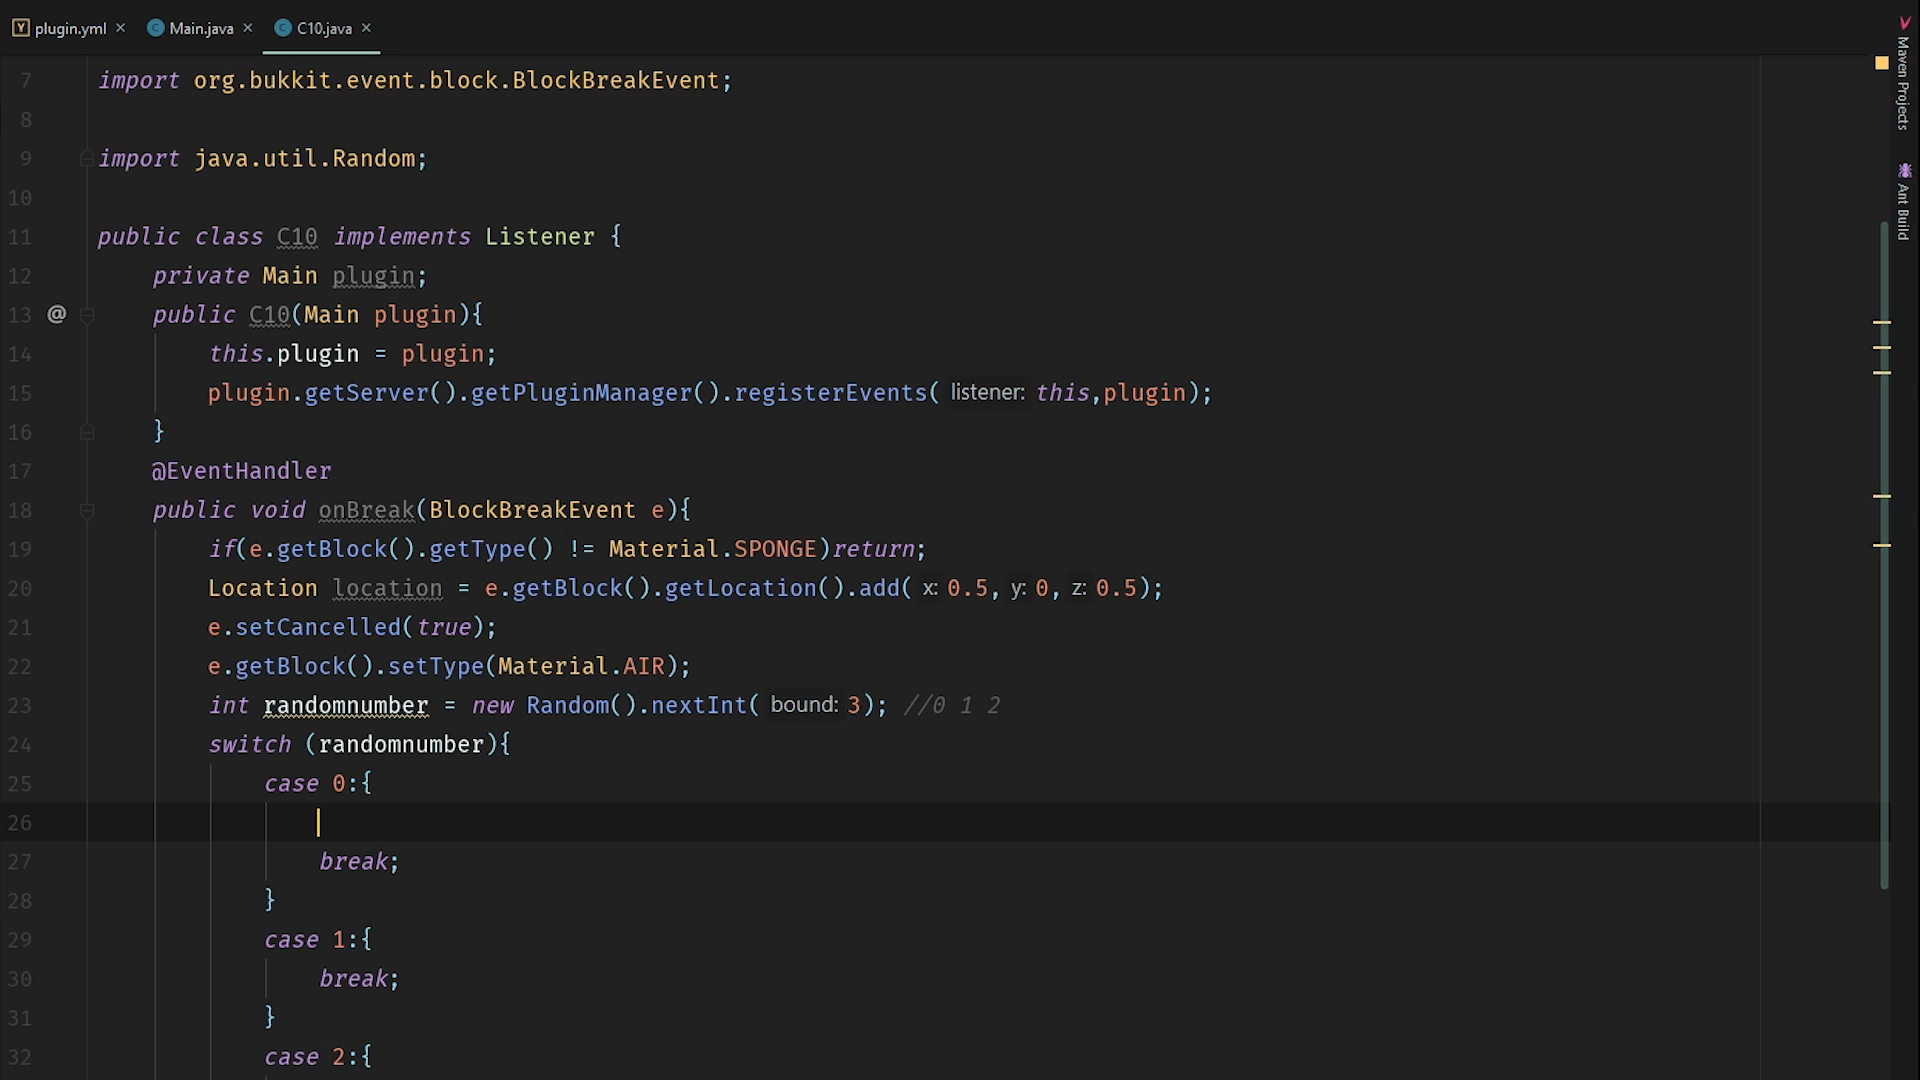 plugin.yml × Main.java × C10.java ×
7 import org.bukkit.event.block.BlockBreakEvent;
8
9 import java.util.Random;
10
11 public class C10 implements Listener {
12 private Main plugin;
13 @ public C10(Main plugin){
14 this.plugin = plugin;
15 plugin.getServer().getPluginManager().registerEvents( listener: this,plugin);
16 }
17 @EventHandler
18 public void onBreak(BlockBreakEvent e){
19 if(e.getBlock().getType() != Material.SPONGE)return;
20 Location location = e.getBlock().getLocation().add( x: 0.5, y: 0, z: 0.5);
21 e.setCancelled(true);
22 e.getBlock().setType(Material.AIR);
23 int randomnumber = new Random().nextInt( bound: 3); //0 1 2
24 switch (randomnumber){
25 case 0:{
26
27 break;
28 }
29 case 1:{
30 break;
31 }
32 case 2:{
Maven Projects
Ant Build